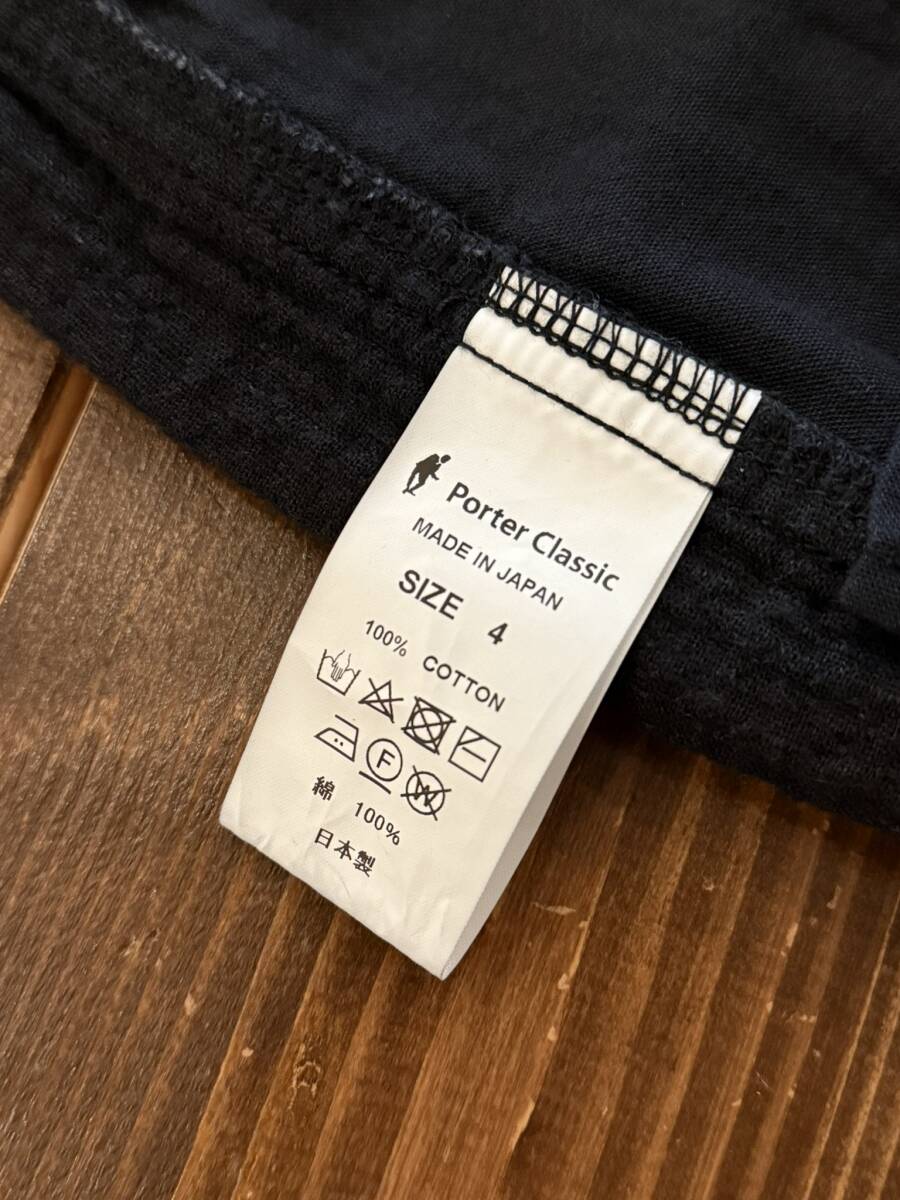 Porter Classic
MADE IN JAPAN
SIZE 4
100% COTTON
F W
綿 100%
日本製